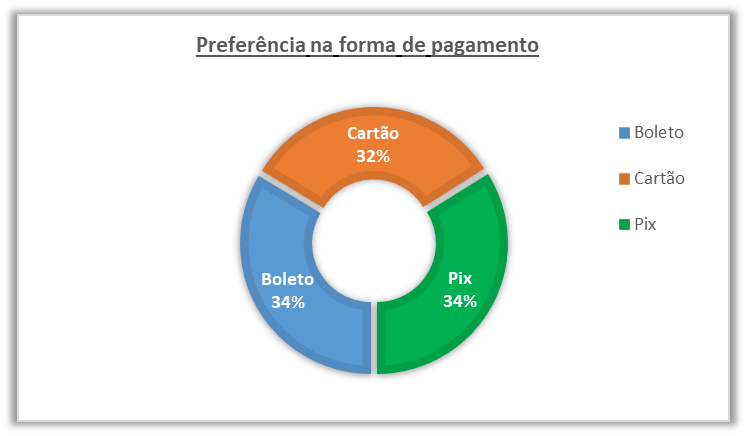 Preferência na forma de pagamento
Cartão
32%
Boleto
34%
Pix
34%
Boleto
Cartão
Pix